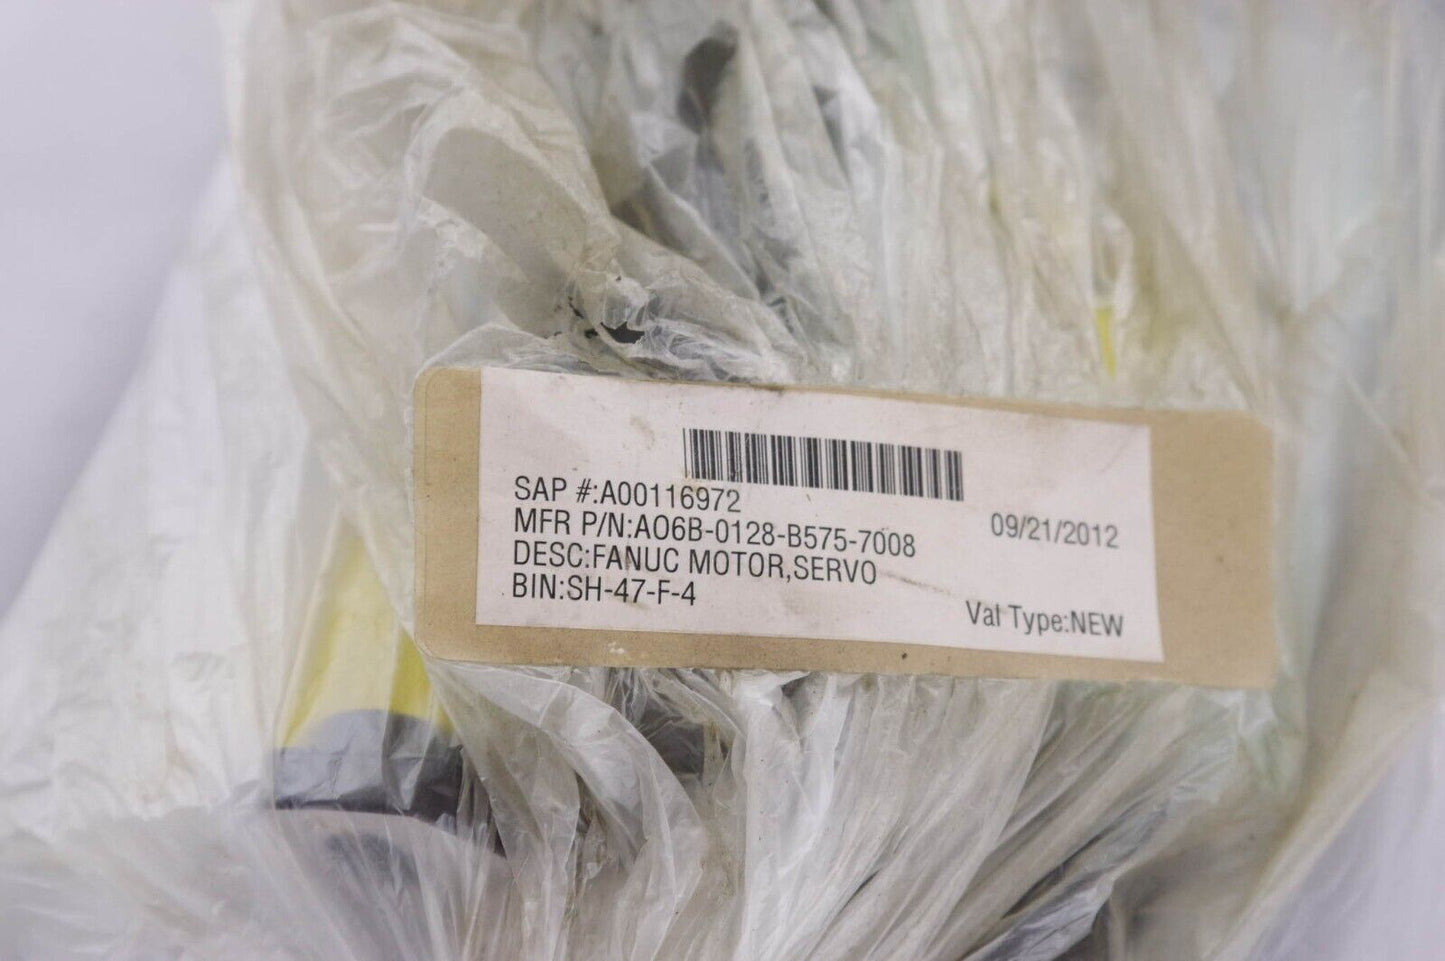 SAP #:A00116972
MFR P/N:AO6B-0128-B575-7008
09/21/2012
DESC:FANUC MOTOR,SERVO
BIN:SH-47-F-4
Val Type:NEW